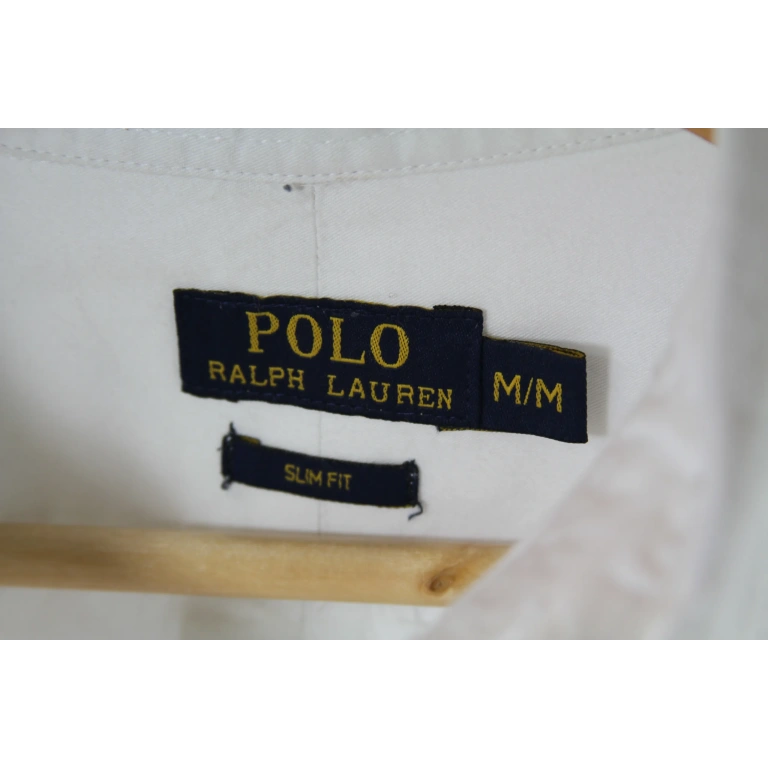 POLO
RALPH LAUREN
M/M
SLIM FIT